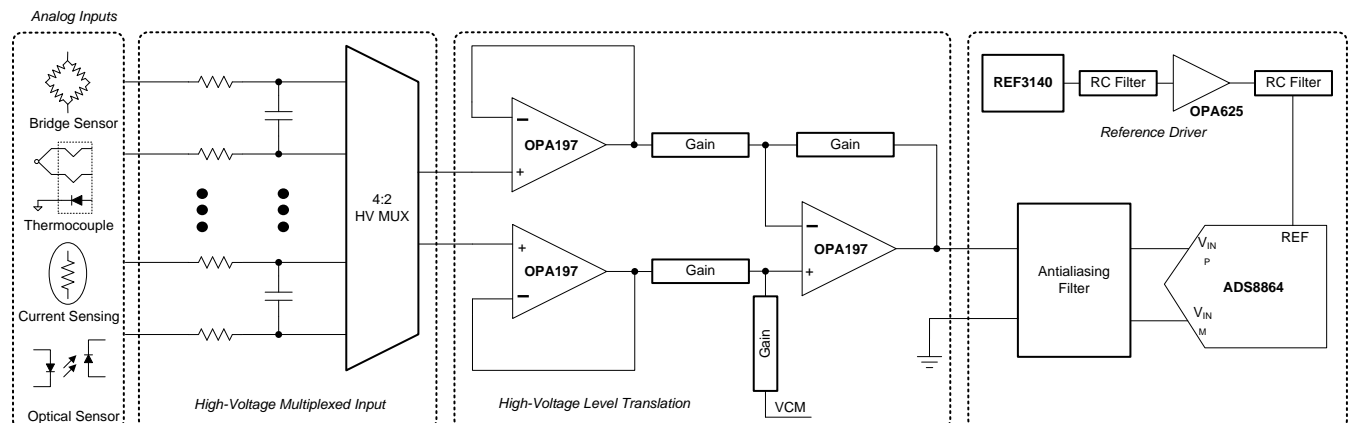 Analog Inputs
Bridge Sensor
Thermocouple
Current Sensing
Optical Sensor
4:2
HV MUX
High-Voltage Multiplexed Input
OPA197
Gain
Gain
OPA197
Gain
OPA197
Gain
VCM
High-Voltage Level Translation
REF3140
RC Filter
OPA625
RC Filter
Reference Driver
Antialiasing
Filter
REF
VIN
P
ADS8864
VIN
M